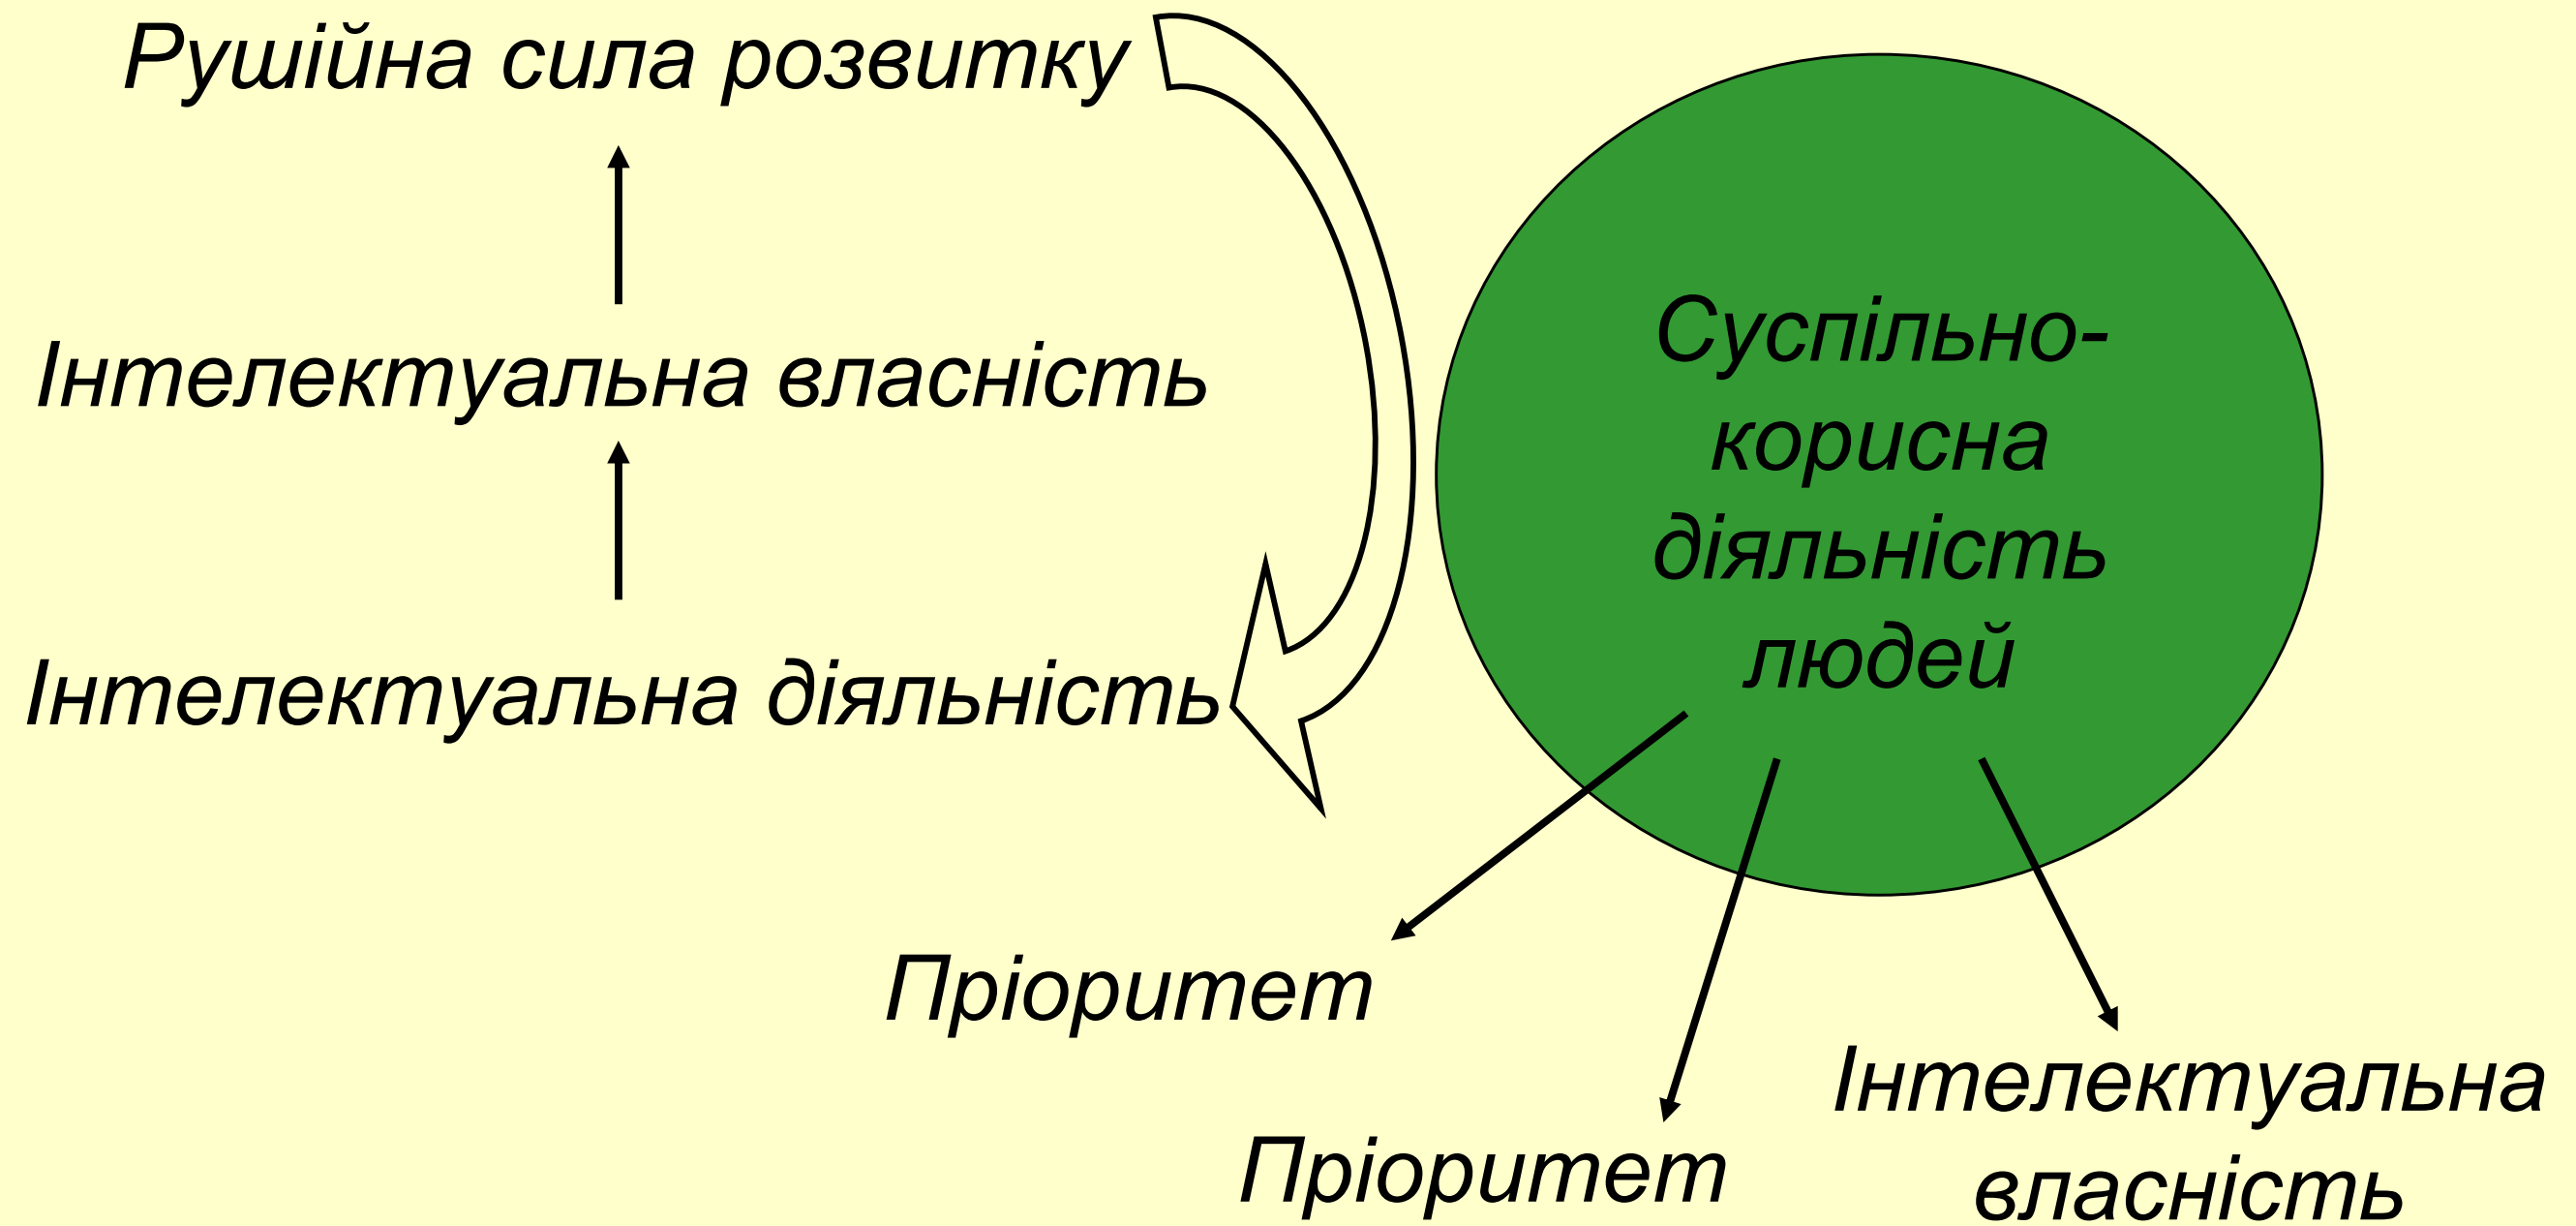 Рушійна сила розвитку
Інтелектуальна власність
Інтелектуальна діяльність
Суспільно-
корисна
діяльність
людей
Пріоритет
Пріоритет
Інтелектуальна
власність